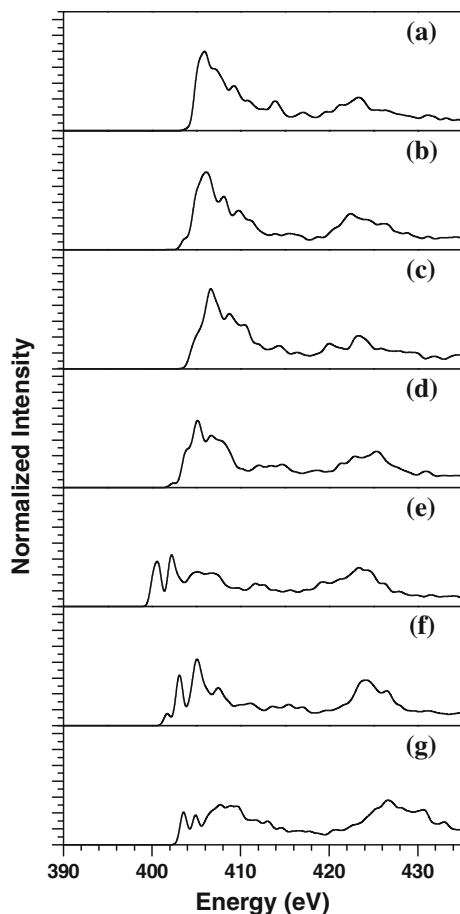 (a)
(b)
(c)
(d)
(e)
(f)
(g)
Normalized Intensity
390 400 410 420 430
Energy (eV)